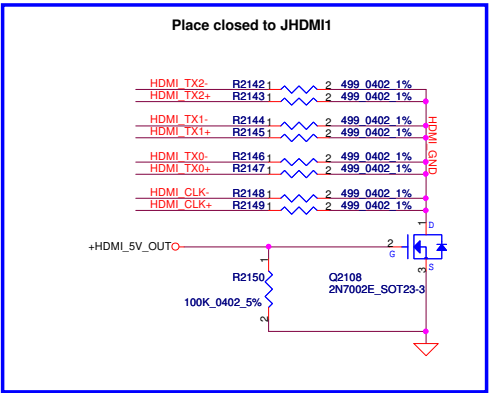 Place closed to JHDMI1
HDMI_TX2- R2142 1 2 499_0402_1%
HDMI_TX2+ R2143 1 2 499_0402_1%
HDMI_TX1- R2144 1 2 499_0402_1%
HDMI_TX1+ R2145 1 2 499_0402_1%
HDMI_TX0- R2146 1 2 499_0402_1%
HDMI_TX0+ R2147 1 2 499_0402_1%
HDMI_CLK- R2148 1 2 499_0402_1%
HDMI_CLK+ R2149 1 2 499_0402_1%
HDMI_GND
1 D
+HDMI_5V_OUT 2 G
3 S
1
R2150
100K_0402_5%
2
Q2108
2N7002E_SOT23-3